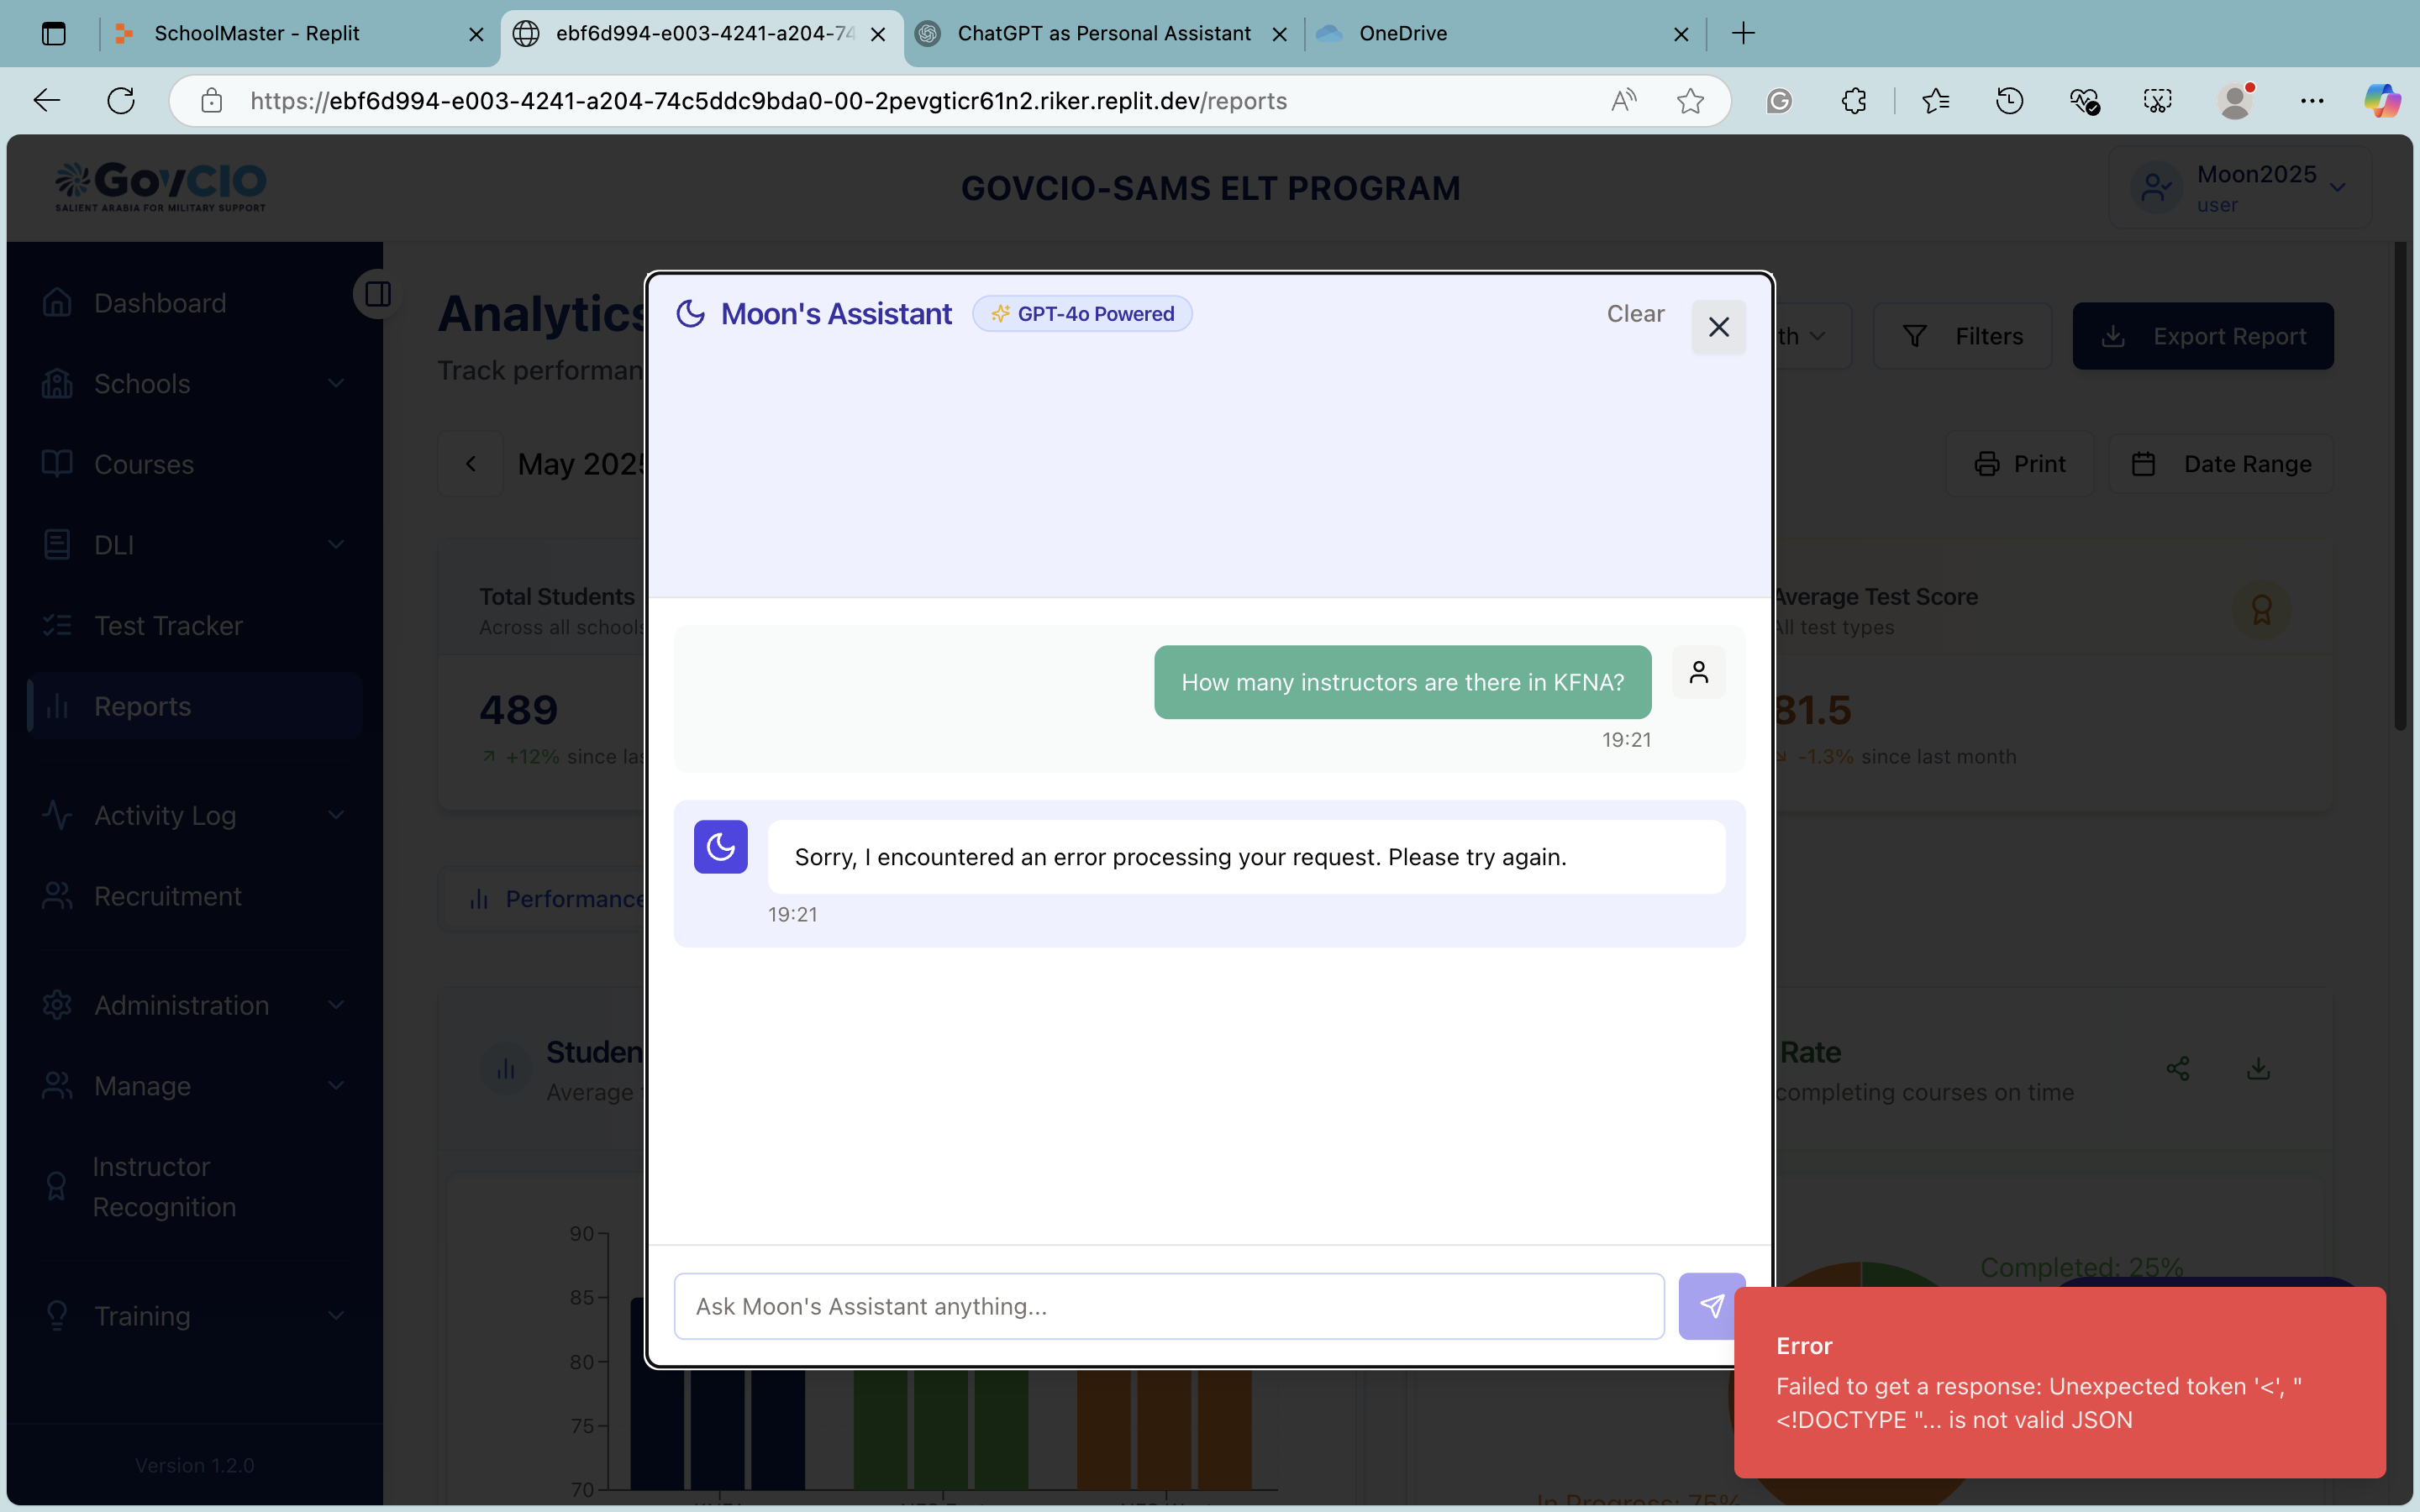 SchoolMaster - Replit
ebf6d994-e003-4241-a204-74
ChatGPT as Personal Assistant
OneDrive
https://ebf6d994-e003-4241-a204-74c5ddc9bda0-00-2pevgticr61n2.riker.replit.dev/reports
GovCIO
SALIENT ARABIA FOR MILITARY SUPPORT
GOVCIO-SAMS ELT PROGRAM
Moon2025
user
Dashboard
Schools
Courses
DLI
Test Tracker
Reports
Activity Log
Recruitment
Administration
Manage
Instructor
Recognition
Training
Version 1.2.0
Analytics
Track performan
th
Filters
Export Report
May 2025
Print
Date Range
Total Students
Across all schools
489
+12% since las
Average Test Score
All test types
81.5
-1.3% since last month
Performance
Studen
Average
Rate
completing courses on time
90
85
80
75
70
Completed: 25%
In Progress: 75%
Moon's Assistant
GPT-4o Powered
Clear
How many instructors are there in KFNA?
19:21
Sorry, I encountered an error processing your request. Please try again.
19:21
Ask Moon's Assistant anything...
Error
Failed to get a response: Unexpected token '<', "
<!DOCTYPE "... is not valid JSON